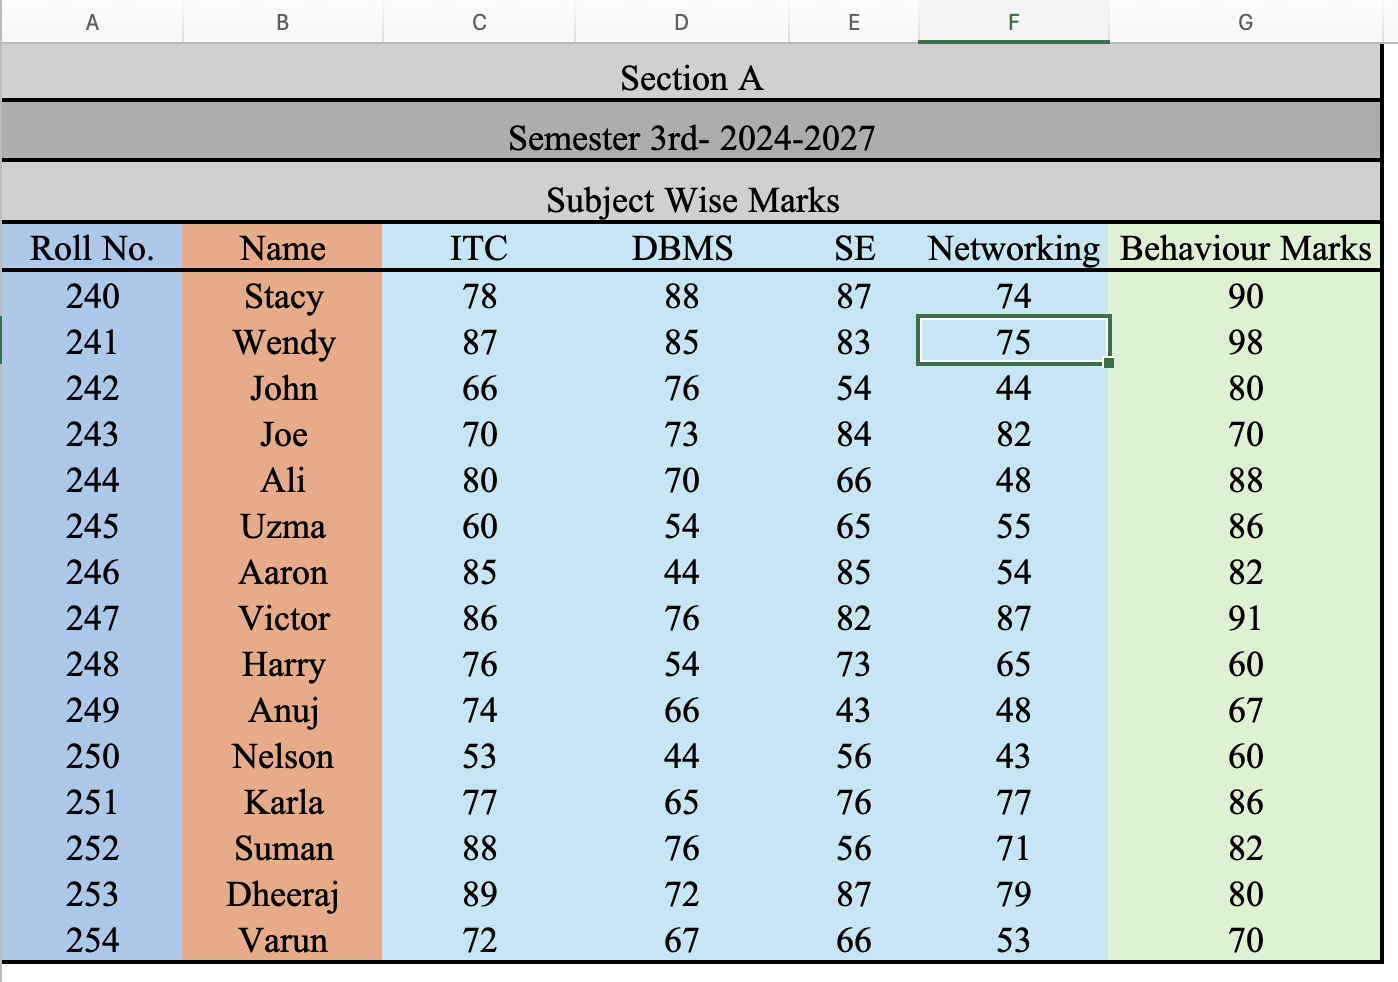 A B C D E F G
Section A
Semester 3rd- 2024-2027
Subject Wise Marks
Roll No. Name ITC DBMS SE Networking Behaviour Marks
240 Stacy 78 88 87 74 90
241 Wendy 87 85 83 75 98
242 John 66 76 54 44 80
243 Joe 70 73 84 82 70
244 Ali 80 70 66 48 88
245 Uzma 60 54 65 55 86
246 Aaron 85 44 85 54 82
247 Victor 86 76 82 87 91
248 Harry 76 54 73 65 60
249 Anuj 74 66 43 48 67
250 Nelson 53 44 56 43 60
251 Karla 77 65 76 77 86
252 Suman 88 76 56 71 82
253 Dheeraj 89 72 87 79 80
254 Varun 72 67 66 53 70